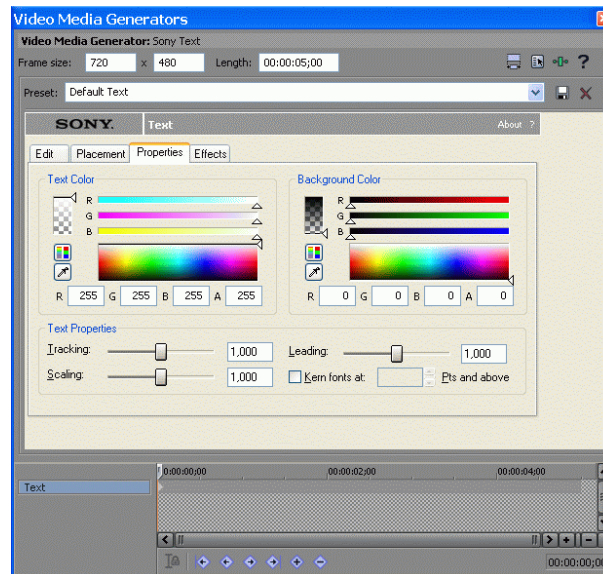 Video Media Generators
Video Media Generator: Sony Text
Frame size: 720 x 480 Length: 00:00:05;00
Preset: Default Text
SONY. Text About ?
Edit Placement Properties Effects
Text Color Background Color
R R
G G
B B
R 255 G 255 B 255 A 255 R 0 G 0 B 0 A 0
Text Properties
Tracking: 1,000 Leading: 1,000
Scaling: 1,000 Kern fonts at: Pts and above
0:00:00;00 00:00:02;00 00:00:04;00
Text
00:00:00;0